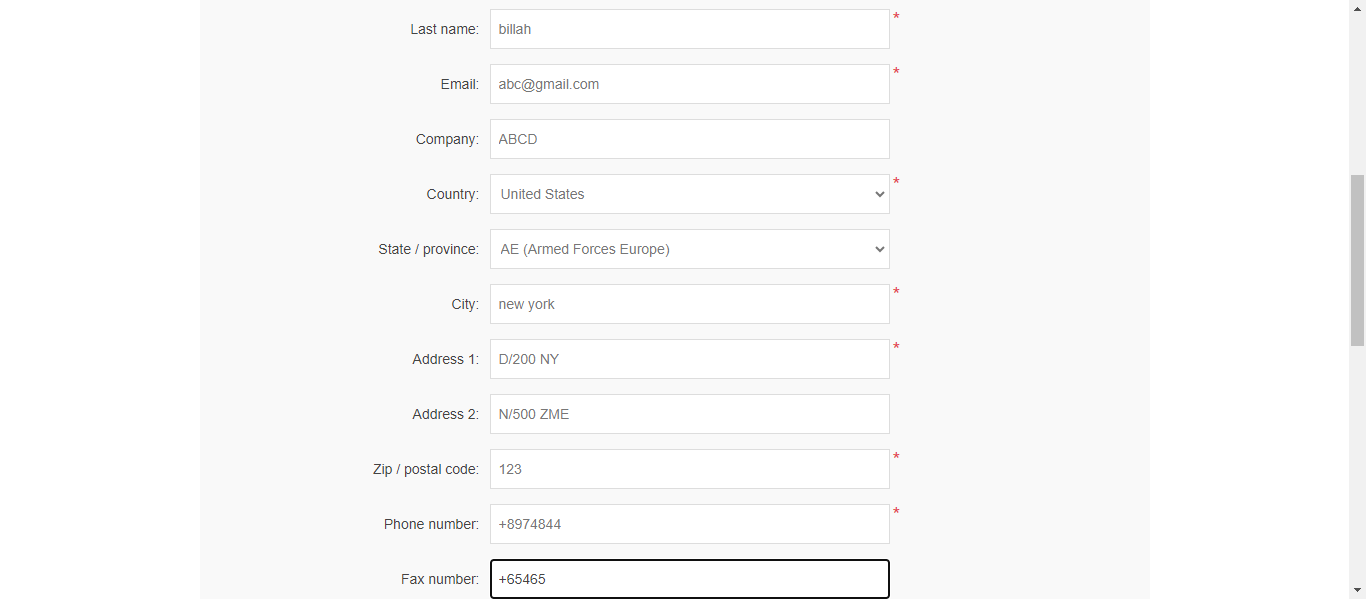 Last name: billah *
Email: abc@gmail.com *
Company: ABCD
Country: United States *
State / province: AE (Armed Forces Europe)
City: new york *
Address 1: D/200 NY *
Address 2: N/500 ZME
Zip / postal code: 123 *
Phone number: +8974844 *
Fax number: +65465